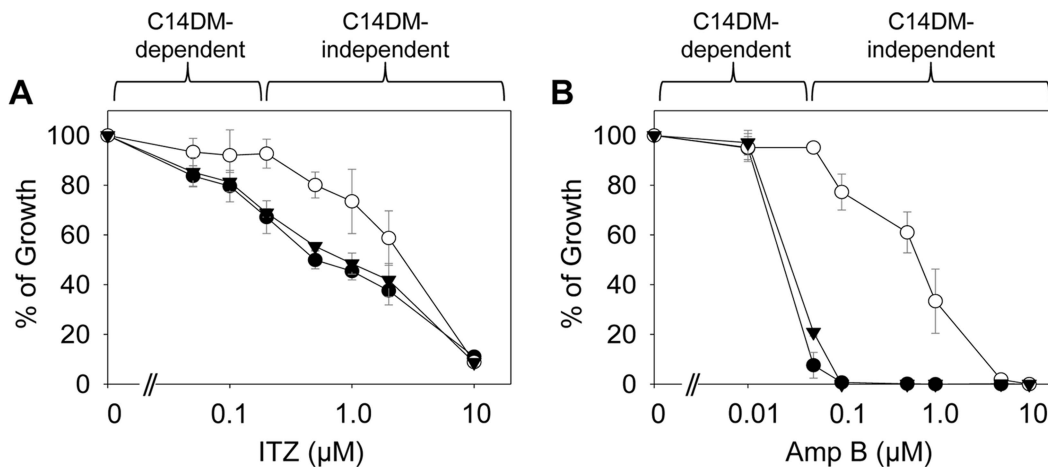 C14DM-
dependent
C14DM-
independent
A
100
80
60
40
20
0
% of Growth
0
//
0.1
1.0
10
ITZ (µM)
C14DM-
dependent
C14DM-
independent
B
100
80
60
40
20
0
% of Growth
0
//
0.01
0.1
1.0
10
Amp B (µM)